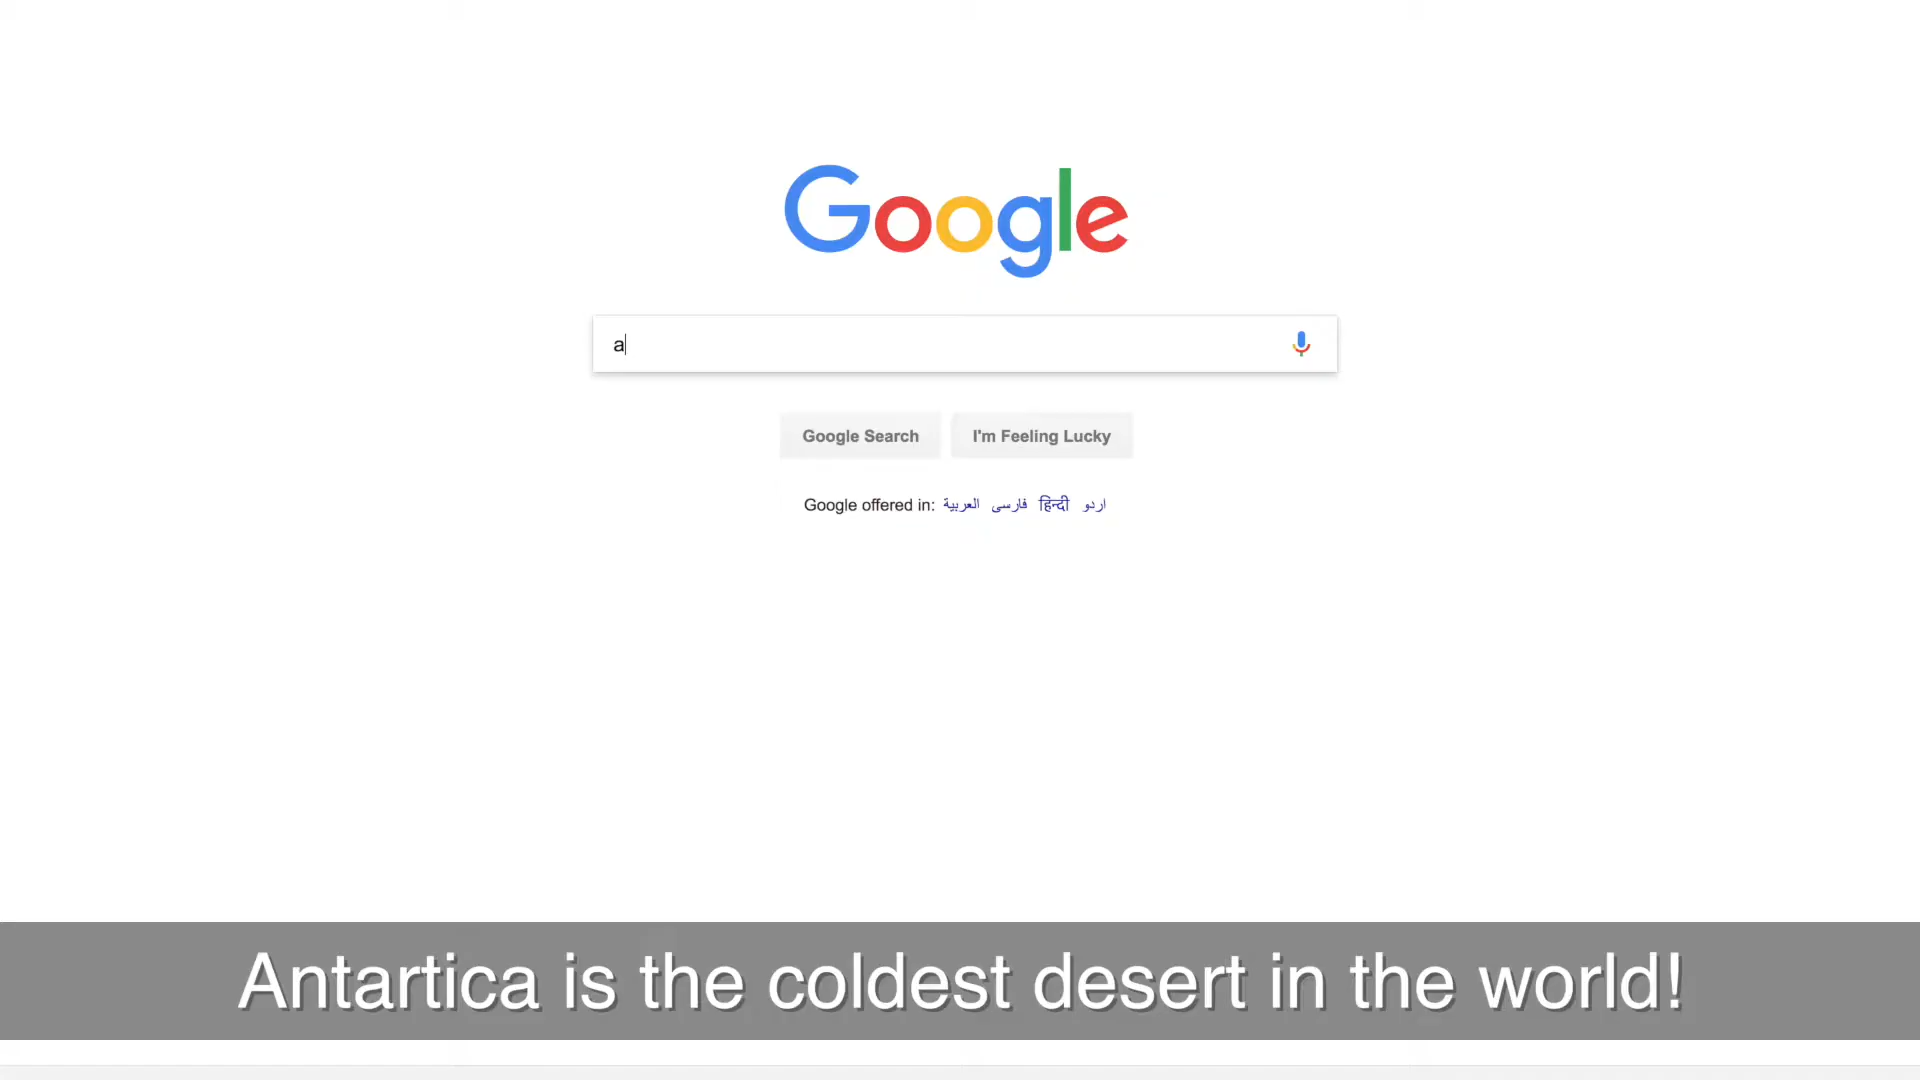 Google
a
Google Search I'm Feeling Lucky
Google offered in: العربية فارسی हिन्दी اردو
Antartica is the coldest desert in the world!